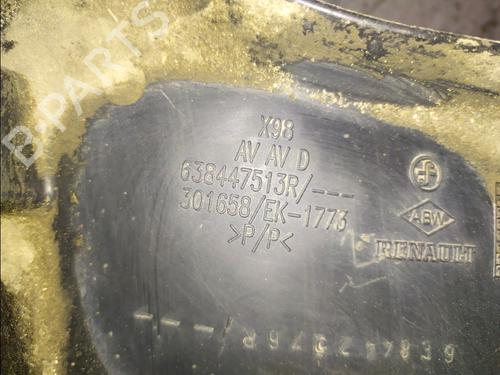 B-PARTS
X98
AV AV D
638447513R/---
301658/EK-1773
>P/P<
ABW
RENAULT